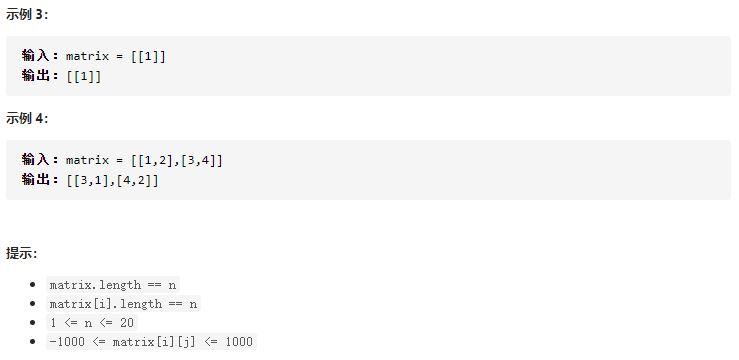 示例 3：
输入：matrix = [[1]]
输出：[[1]]
示例 4：
输入：matrix = [[1,2],[3,4]]
输出：[[3,1],[4,2]]
提示：
matrix.length == n
matrix[i].length == n
1 <= n <= 20
-1000 <= matrix[i][j] <= 1000